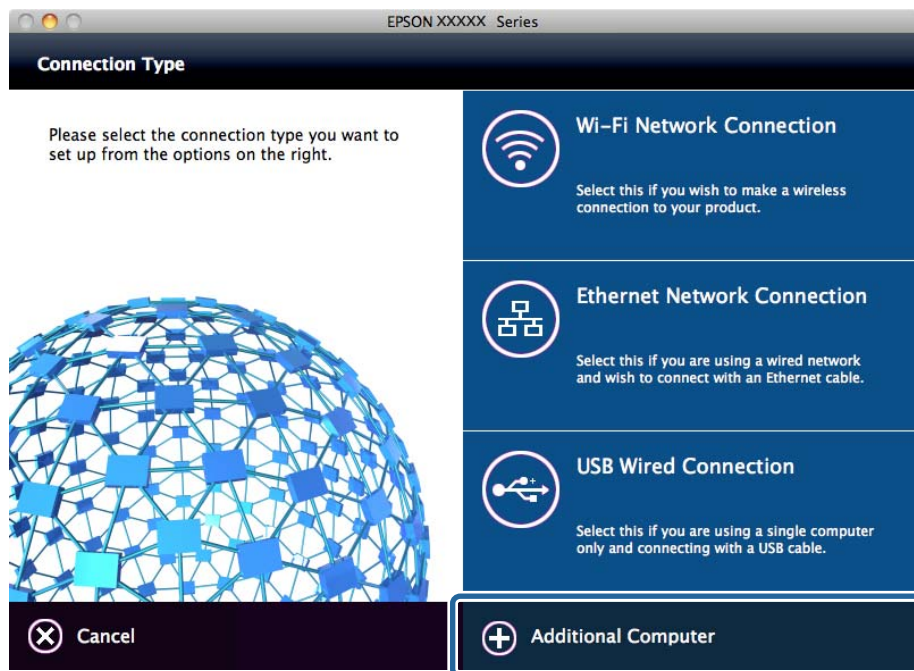 EPSON XXXXX Series
Connection Type
Please select the connection type you want to
set up from the options on the right.
Wi-Fi Network Connection
Select this if you wish to make a wireless
connection to your product.
Ethernet Network Connection
Select this if you are using a wired network
and wish to connect with an Ethernet cable.
USB Wired Connection
Select this if you are using a single computer
only and connecting with a USB cable.
Cancel
Additional Computer